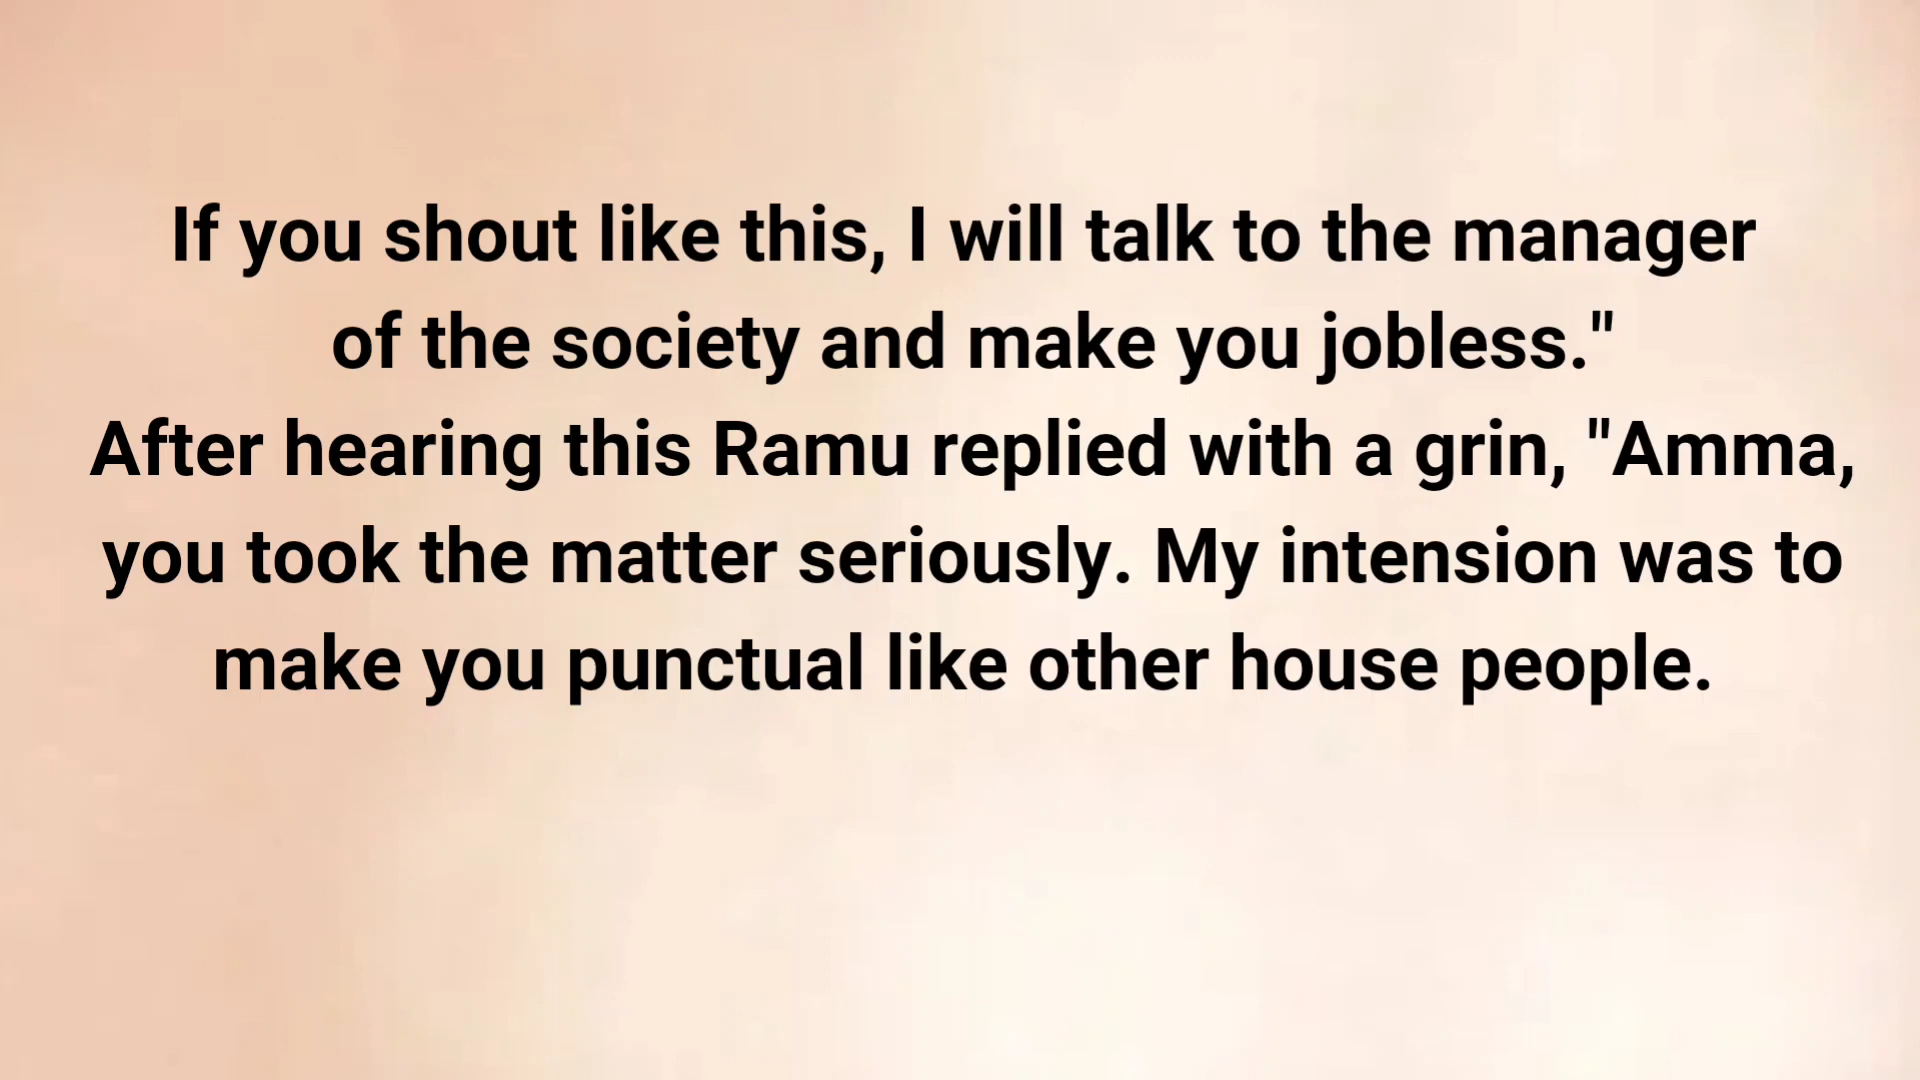 If you shout like this, I will talk to the manager
of the society and make you jobless."
After hearing this Ramu replied with a grin, "Amma,
you took the matter seriously. My intension was to
make you punctual like other house people.